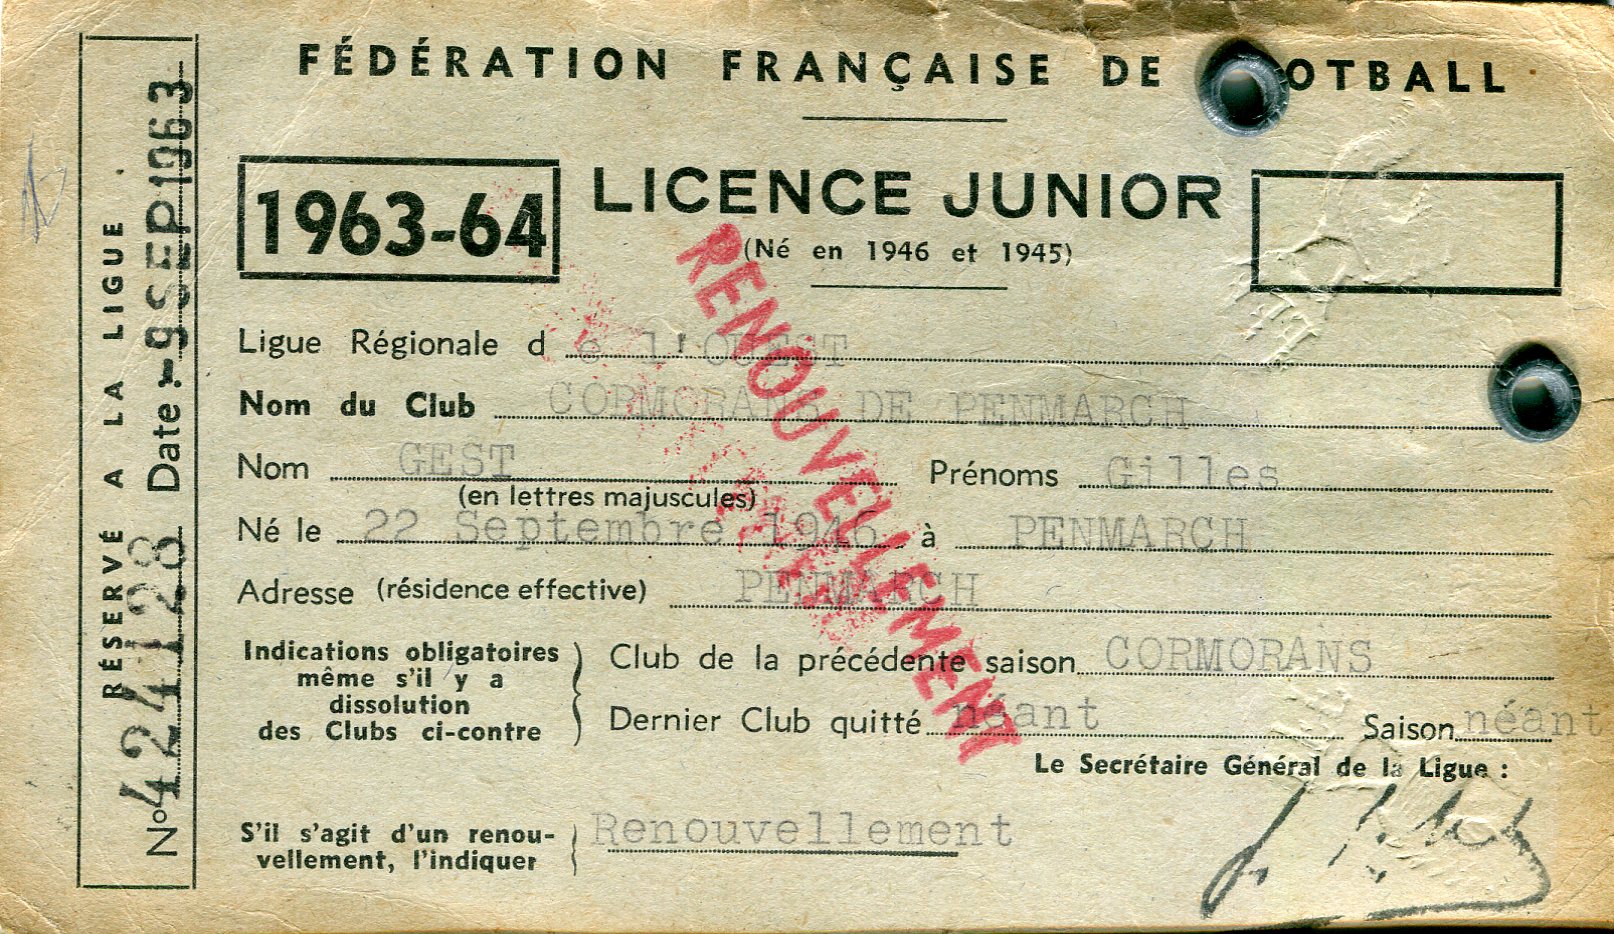 FÉDÉRATION FRANÇAISE DE OTBALL
1963-64
LICENCE JUNIOR
(Né en 1946 et 1945)
RENOUVELLEMENT
Ligue Régionale d e l'OUEST
Nom du Club CORMORANS DE PENMARCH
Nom GEST Prénoms Gilles
(en lettres majuscules)
Né le 22 Septembre 1946 à PENMARCH
Adresse (résidence effective) PENMARCH
Indications obligatoires
même s'il y a
dissolution
des Clubs ci-contre
Club de la précédente saison CORMORANS
Dernier Club quitté néant Saison néant
Le Secrétaire Général de la Ligue :
S'il s'agit d'un renou-
vellement, l'indiquer
Renouvellement
RÉSERVÉ A LA LIGUE
No 424128 Date : -9 SEP 1963